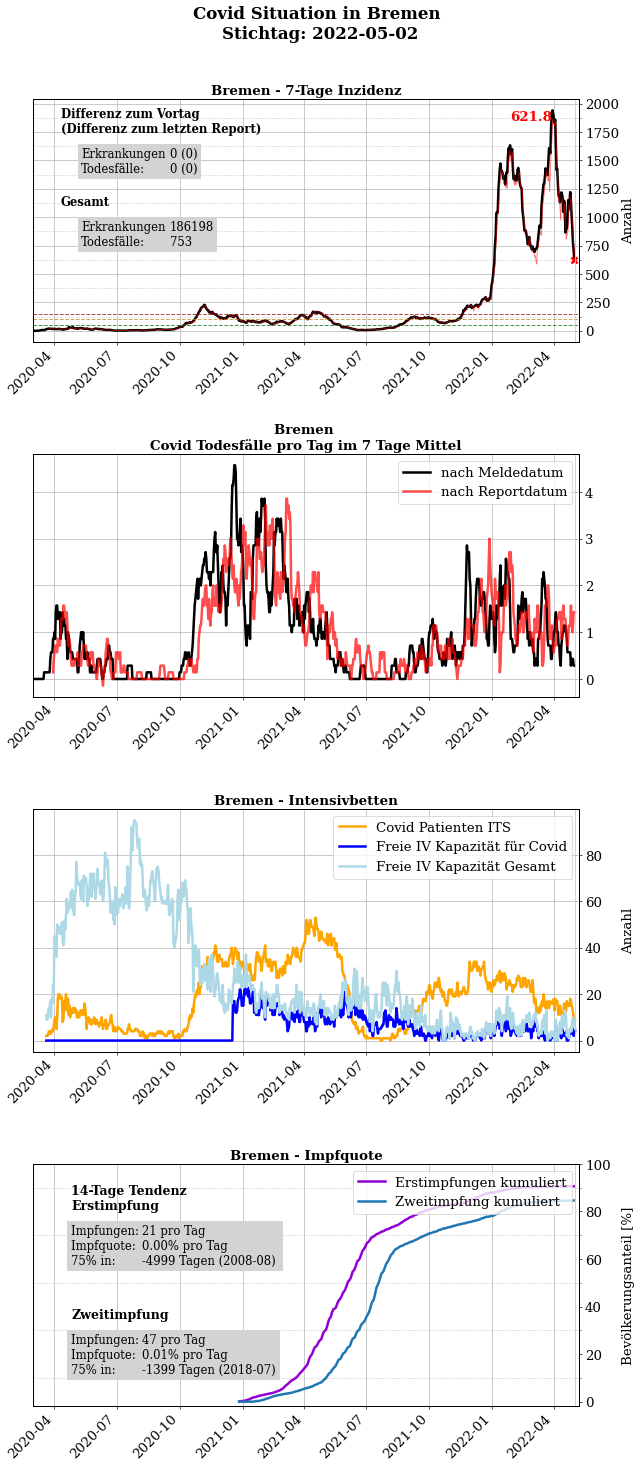 Covid Situation in Bremen
Stichtag: 2022-05-02
Bremen - 7-Tage Inzidenz
Differenz zum Vortag
(Differenz zum letzten Report)
Erkrankungen 0 (0)
Todesfälle: 0 (0)
Gesamt
Erkrankungen 186198
Todesfälle: 753
621.8
2000
1750
1500
1250
1000
750
500
250
0
Anzahl
2020-04 2020-07 2020-10 2021-01 2021-04 2021-07 2021-10 2022-01 2022-04
Bremen
Covid Todesfälle pro Tag im 7 Tage Mittel
nach Meldedatum
nach Reportdatum
4
3
2
1
0
2020-04 2020-07 2020-10 2021-01 2021-04 2021-07 2021-10 2022-01 2022-04
Bremen - Intensivbetten
Covid Patienten ITS
Freie IV Kapazität für Covid
Freie IV Kapazität Gesamt
80
60
40
20
0
Anzahl
2020-04 2020-07 2020-10 2021-01 2021-04 2021-07 2021-10 2022-01 2022-04
Bremen - Impfquote
14-Tage Tendenz
Erstimpfung
Impfungen: 21 pro Tag
Impfquote: 0.00% pro Tag
75% in: -4999 Tagen (2008-08)
Zweitimpfung
Impfungen: 47 pro Tag
Impfquote: 0.01% pro Tag
75% in: -1399 Tagen (2018-07)
Erstimpfungen kumuliert
Zweitimpfung kumuliert
100
80
60
40
20
0
Bevölkerungsanteil [%]
2020-04 2020-07 2020-10 2021-01 2021-04 2021-07 2021-10 2022-01 2022-04